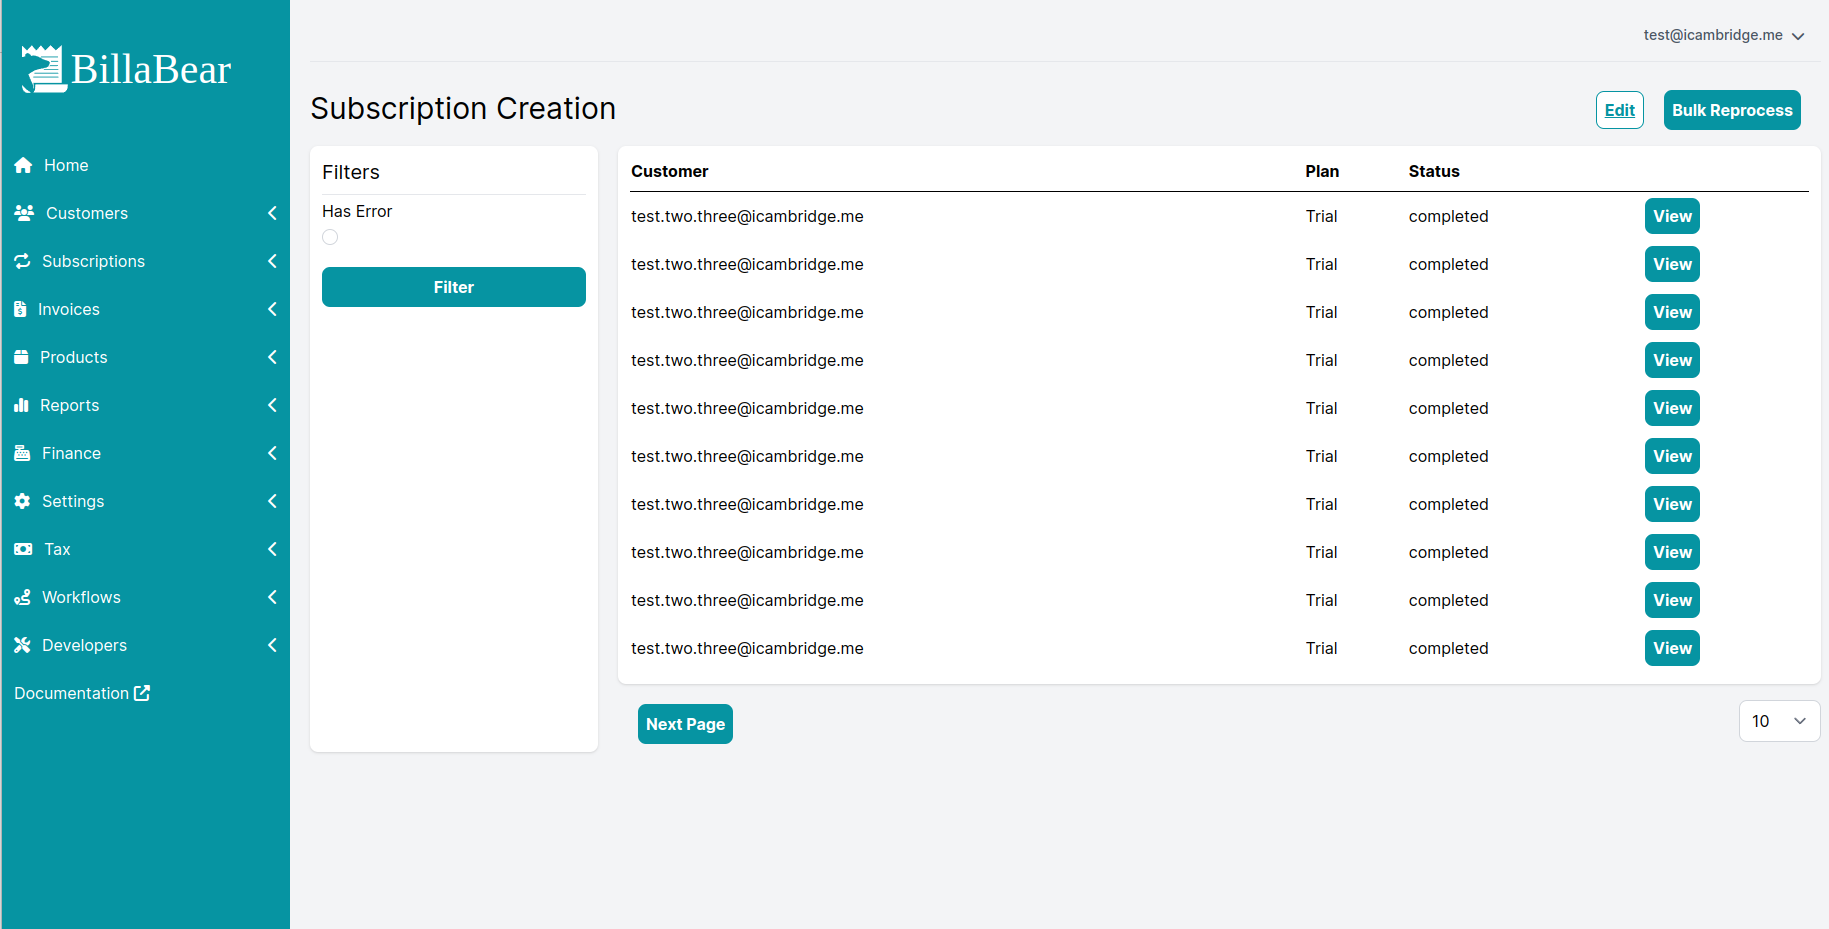 BillaBear
Home
Customers
Subscriptions
Invoices
Products
Reports
Finance
Settings
Tax
Workflows
Developers
Documentation
test@icambridge.me
Subscription Creation
Edit
Bulk Reprocess
Filters
Has Error
Filter
Customer Plan Status
test.two.three@icambridge.me Trial completed View
test.two.three@icambridge.me Trial completed View
test.two.three@icambridge.me Trial completed View
test.two.three@icambridge.me Trial completed View
test.two.three@icambridge.me Trial completed View
test.two.three@icambridge.me Trial completed View
test.two.three@icambridge.me Trial completed View
test.two.three@icambridge.me Trial completed View
test.two.three@icambridge.me Trial completed View
test.two.three@icambridge.me Trial completed View
Next Page
10